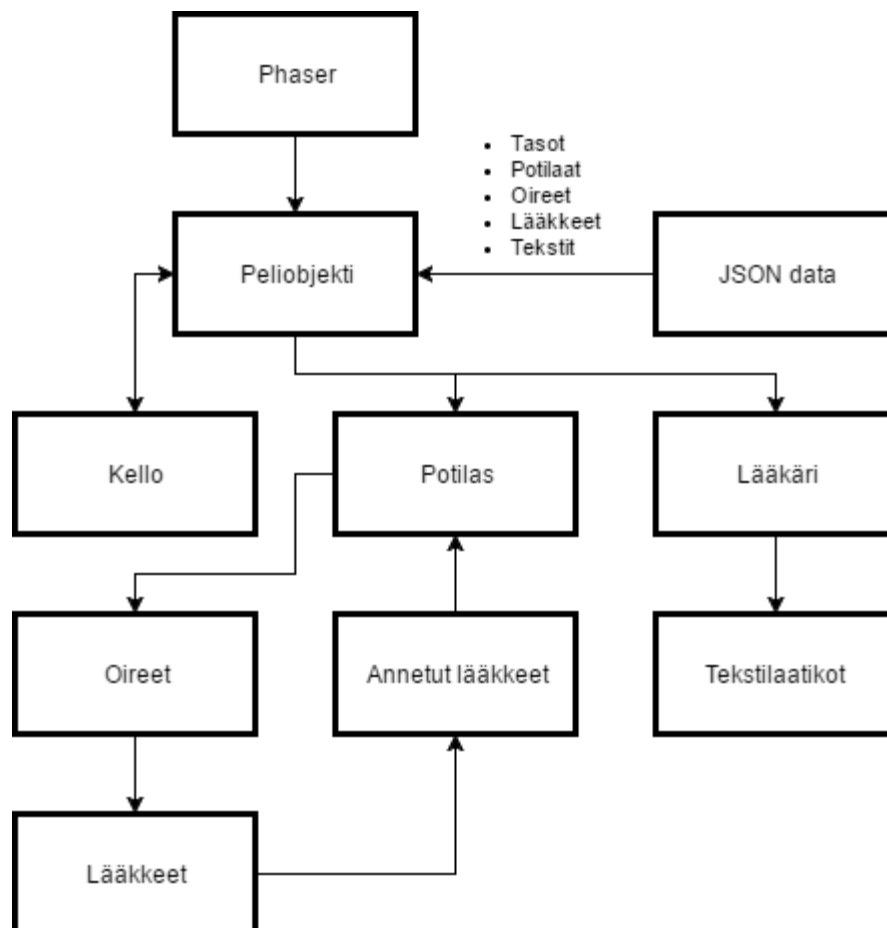 Phaser
• Tasot
• Potilaat
• Oireet
• Lääkkeet
• Tekstit
Peliobjekti
JSON data
Kello
Potilas
Lääkäri
Oireet
Annetut lääkkeet
Tekstilaatikot
Lääkkeet